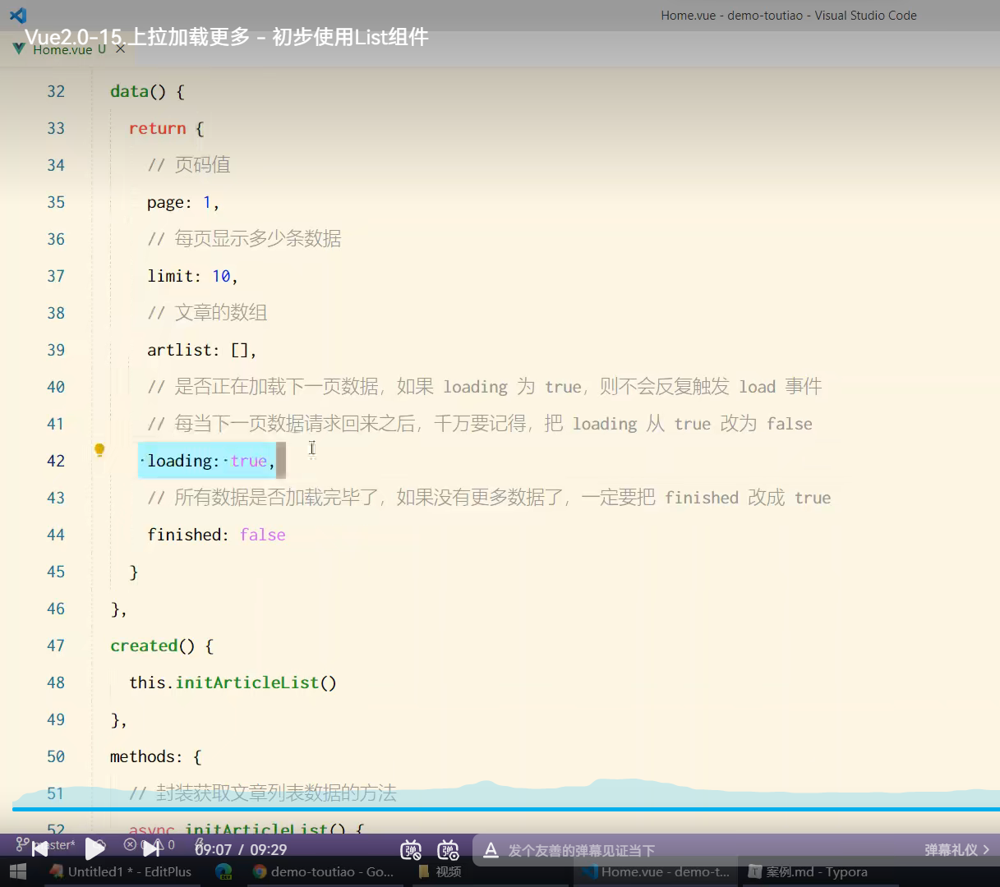 Home.vue - demo-toutiao - Visual Studio Code
Vue2.0-15.上拉加载更多 - 初步使用List组件
Home.vue U ×
32 data() {
33 return {
34 // 页码值
35 page: 1,
36 // 每页显示多少条数据
37 limit: 10,
38 // 文章的数组
39 artlist: [],
40 // 是否正在加载下一页数据，如果 loading 为 true，则不会反复触发 load 事件
41 // 每当下一页数据请求回来之后，千万要记得，把 loading 从 true 改为 false
42 loading: true,
43 // 所有数据是否加载完毕了，如果没有更多数据了，一定要把 finished 改成 true
44 finished: false
45 }
46 },
47 created() {
48 this.initArticleList()
49 },
50 methods: {
51 // 封装获取文章列表数据的方法
52 async initArticleList() {
master* 0 0
09:07 / 09:29 弹 弹 A 发个友善的弹幕见证当下 弹幕礼仪 >
Untitled1 * - EditPlus DEV demo-toutiao - Go... 视频 Home.vue - demo-t... T 案例.md - Typora